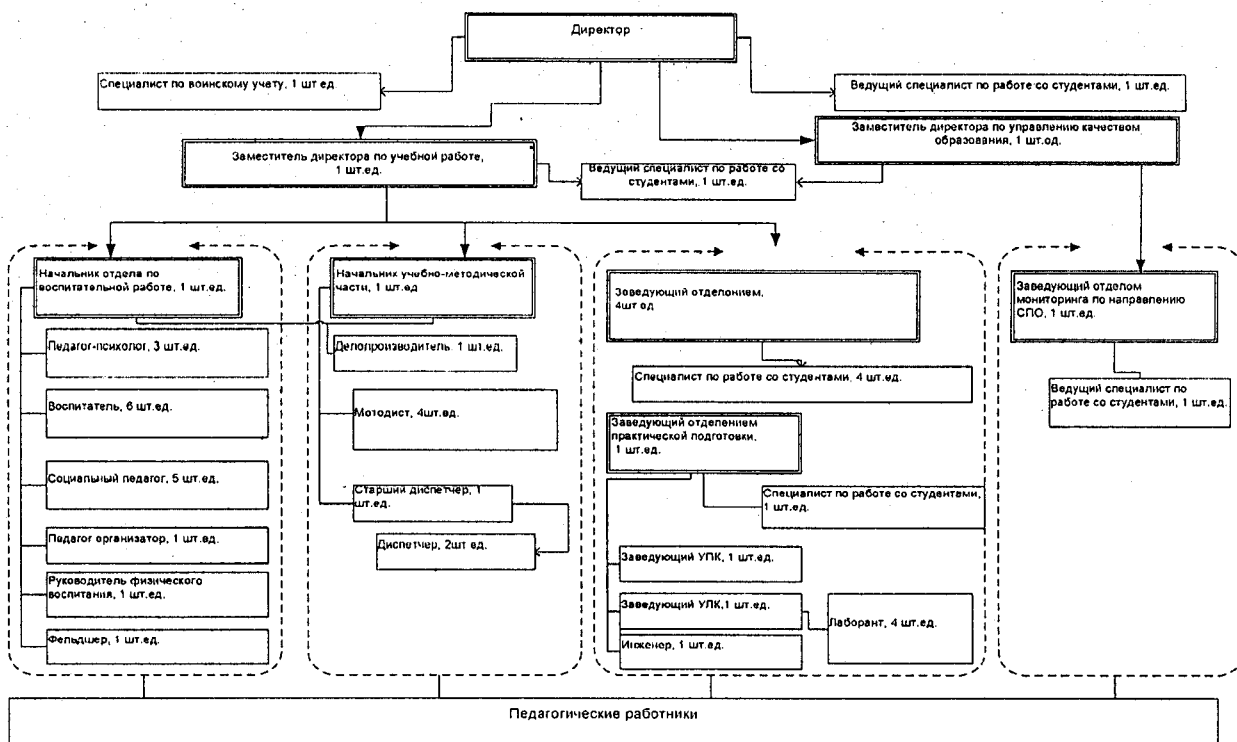 Директор
Специалист по воинскому учету, 1 шт.ед.
Ведущий специалист по работе со студентами, 1 шт.ед.
Заместитель директора по управлению качеством
образования, 1 шт.од.
Заместитель директора по учебной работе,
1 шт.ед.
Ведущий специалист по работе со
студентами, 1 шт.ед.
Начальник отдела по
воспитательной работе, 1 шт.ед.
Педагог-психолог, 3 шт.ед.
Воспитатель, 6 шт.ед.
Социальный педагог, 5 шт.ед.
Педагог организатор, 1 шт.ед.
Руководитель физического
воспитания, 1 шт.ед.
Фельдшер, 1 шт.ед.
Начальник учебно-методической
части, 1 шт.ед
Делопроизводитель. 1 шт.ед.
Мотодист, 4шт.ед.
Старший диспетчер, 1
шт.ед.
Диспетчер, 2шт ед.
Заведующий отделонием,
4шт од
Специалист по работе со студентами, 4 шт.ед.
Заведующий отделением
практической подготовки,
1 шт.ед.
Специалист по работе со студентами,
1 шт.ед.
Заведующий УПК, 1 шт.ед.
Заведующий УЛК,1 шт.ед.
Лаборант, 4 шт.ед.
Инженер, 1 шт.ед.
Заведующий отделом
мониторинга по направлению
СПО, 1 шт.ед.
Ведущий специалист по
работе со студентами, 1 шт.ед.
Педагогические работники